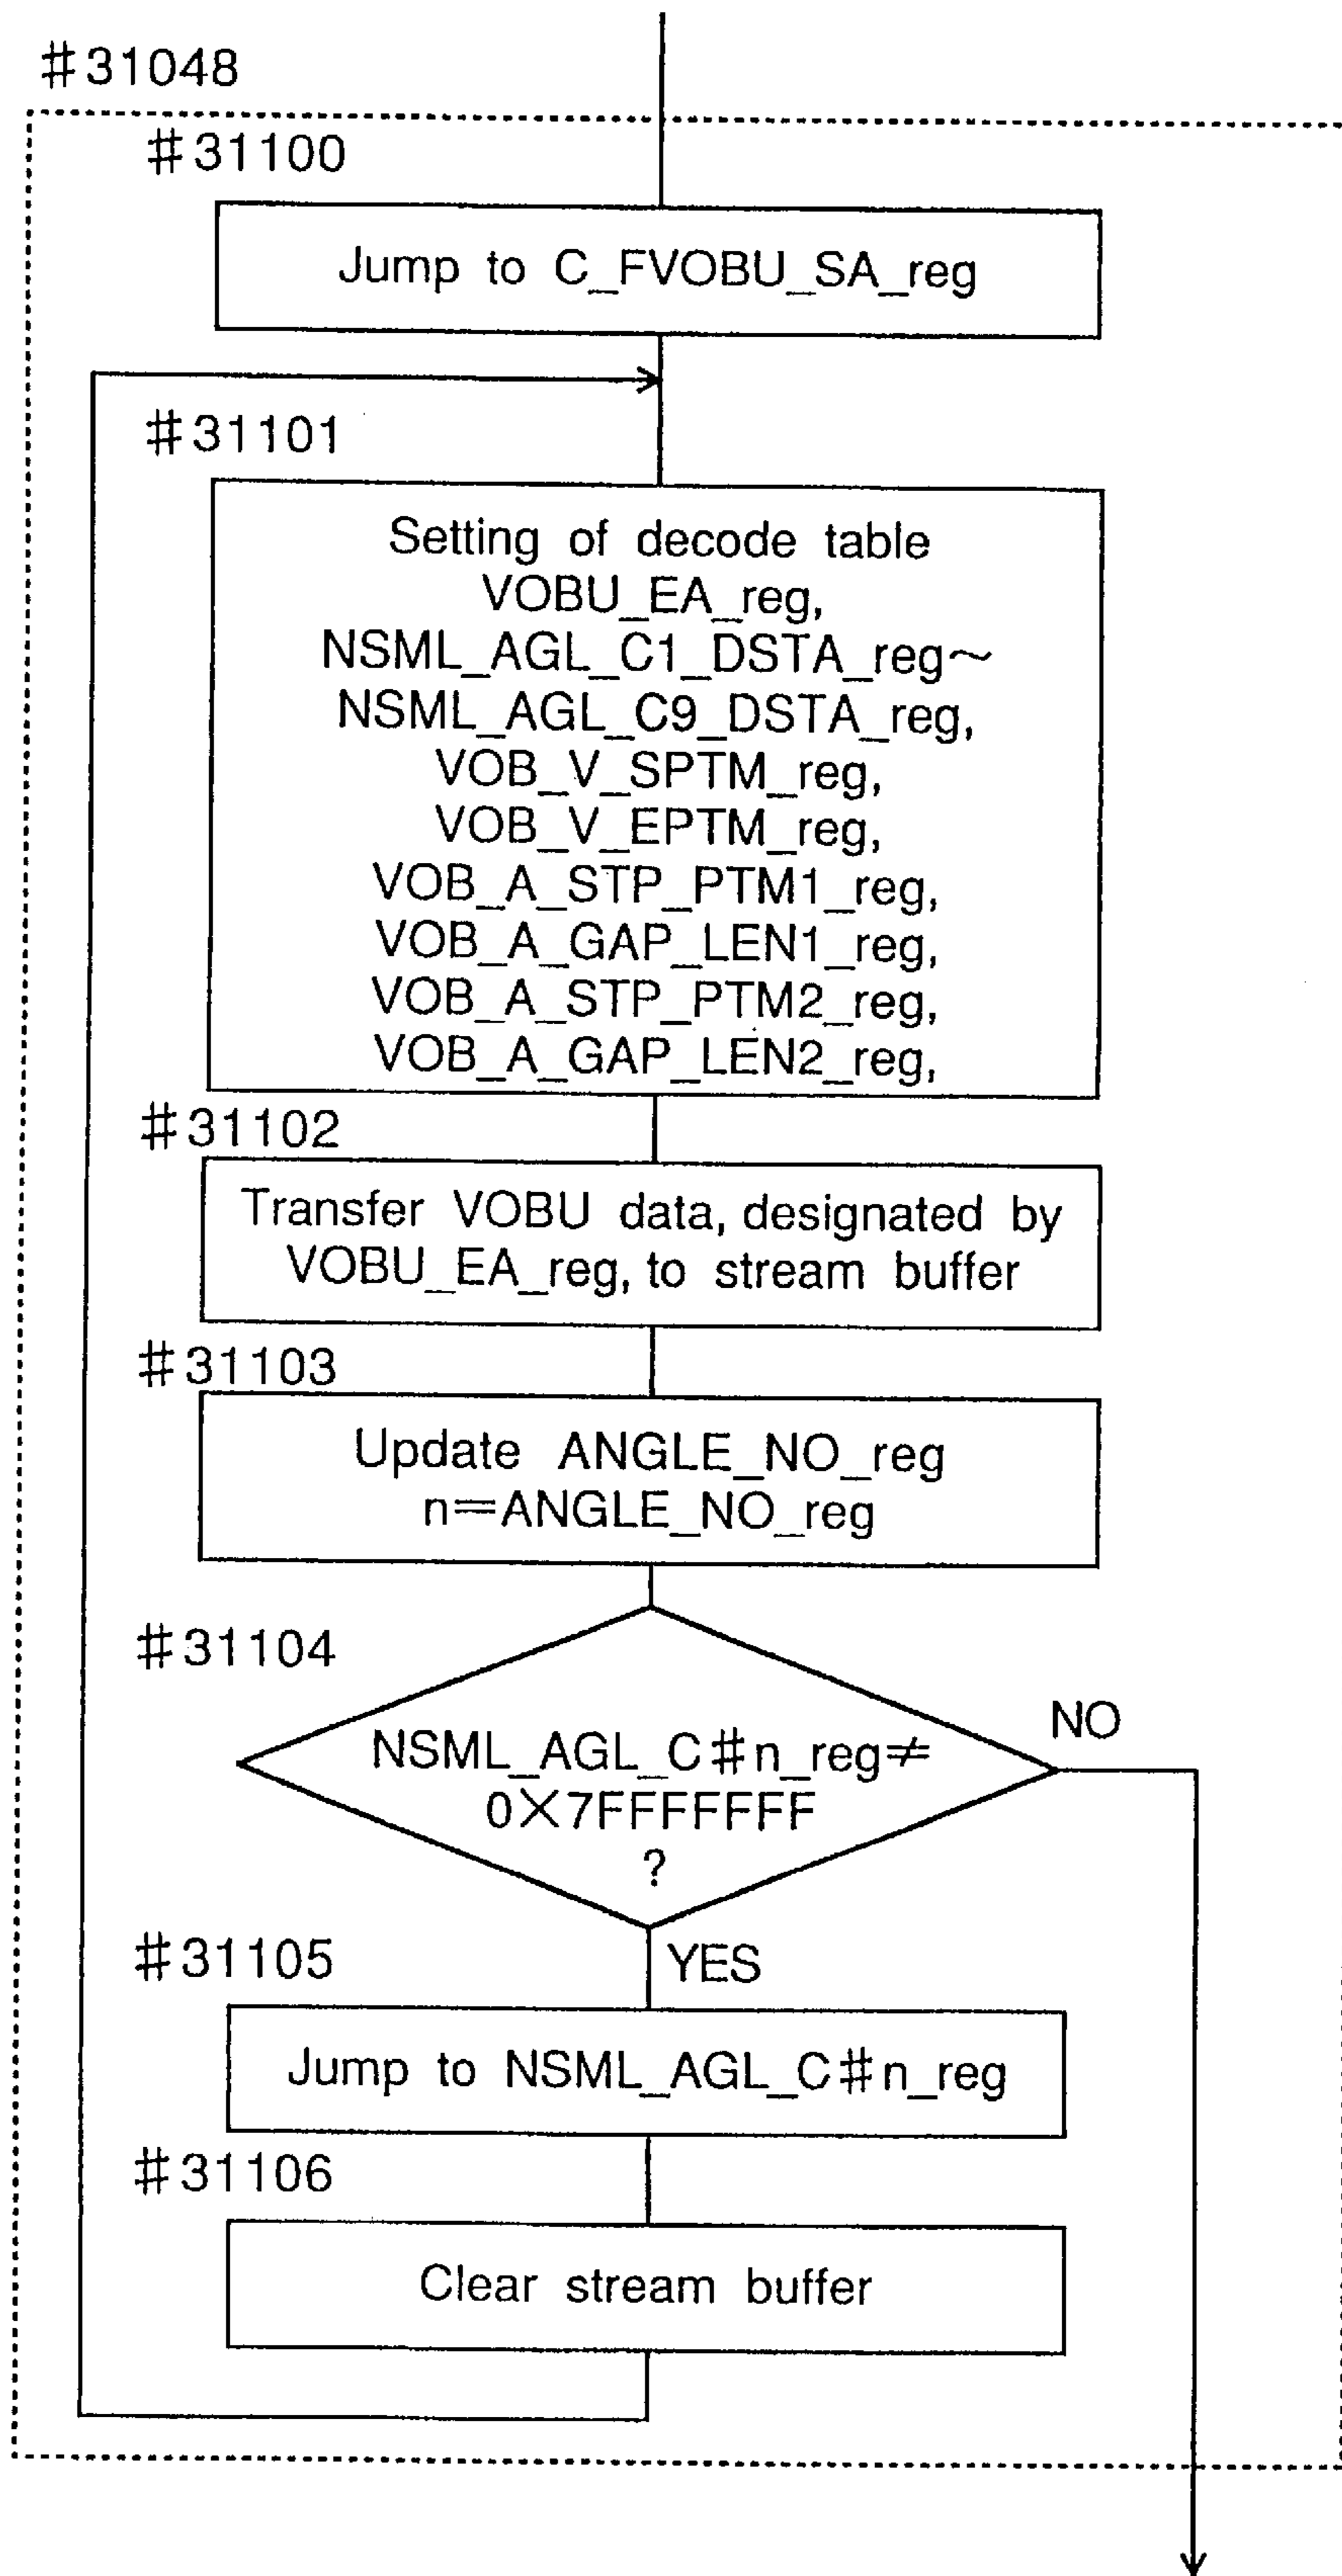 #31048
#31100
Jump to C_FVOBU_SA_reg
#31101
Setting of decode table
VOBU_EA_reg,
NSML_AGL_C1_DSTA_reg~
NSML_AGL_C9_DSTA_reg,
VOB_V_SPTM_reg,
VOB_V_EPTM_reg,
VOB_A_STP_PTM1_reg,
VOB_A_GAP_LEN1_reg,
VOB_A_STP_PTM2_reg,
VOB_A_GAP_LEN2_reg,
#31102
Transfer VOBU data, designated by
VOBU_EA_reg, to stream buffer
#31103
Update ANGLE_NO_reg
n=ANGLE_NO_reg
#31104
NSML_AGL_C#n_reg≠
0X7FFFFFFF
?
NO
#31105
YES
Jump to NSML_AGL_C#n_reg
#31106
Clear stream buffer